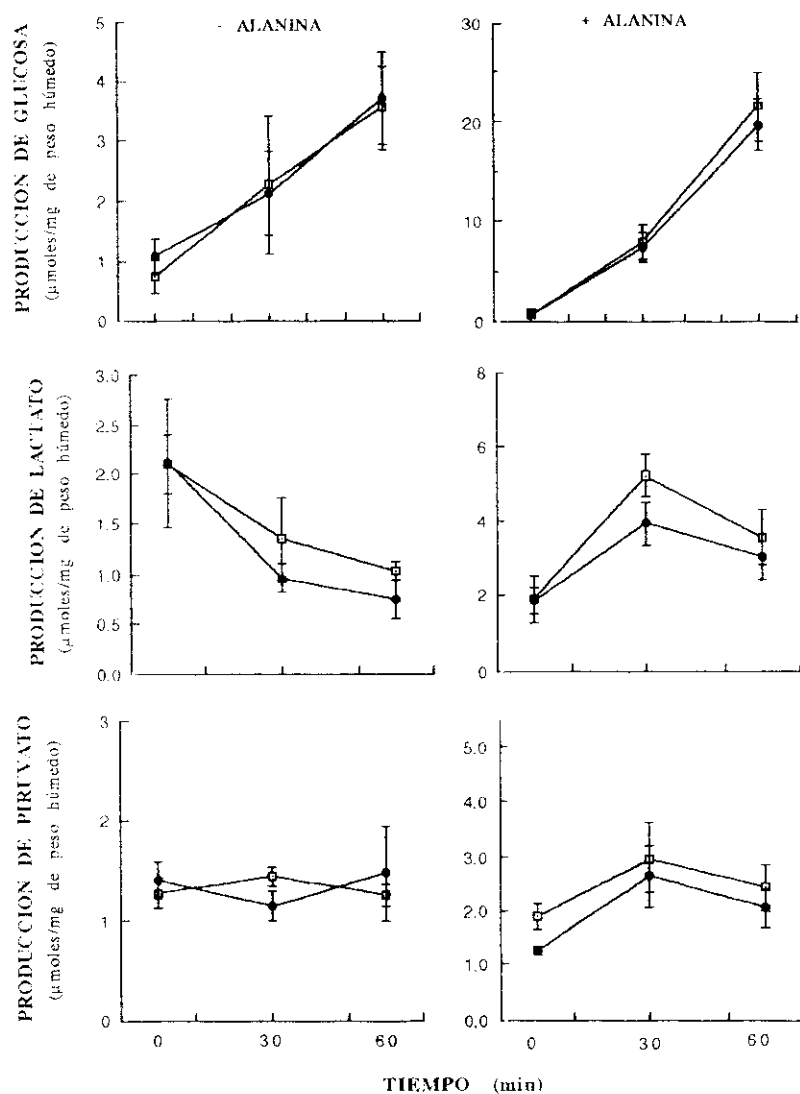 - ALANINA
+ ALANINA
PRODUCCION DE GLUCOSA
(µmoles/mg de peso húmedo)
5
4
3
2
1
0
30
20
10
0
PRODUCCION DE LACTATO
(µmoles/mg de peso húmedo)
3.0
2.5
2.0
1.5
1.0
0.5
0.0
8
6
4
2
0
PRODUCCION DE PIRUVATO
(µmoles/mg de peso húmedo)
3
2
1
0
5.0
4.0
3.0
2.0
1.0
0.0
0 30 60
0 30 60
TIEMPO (min)